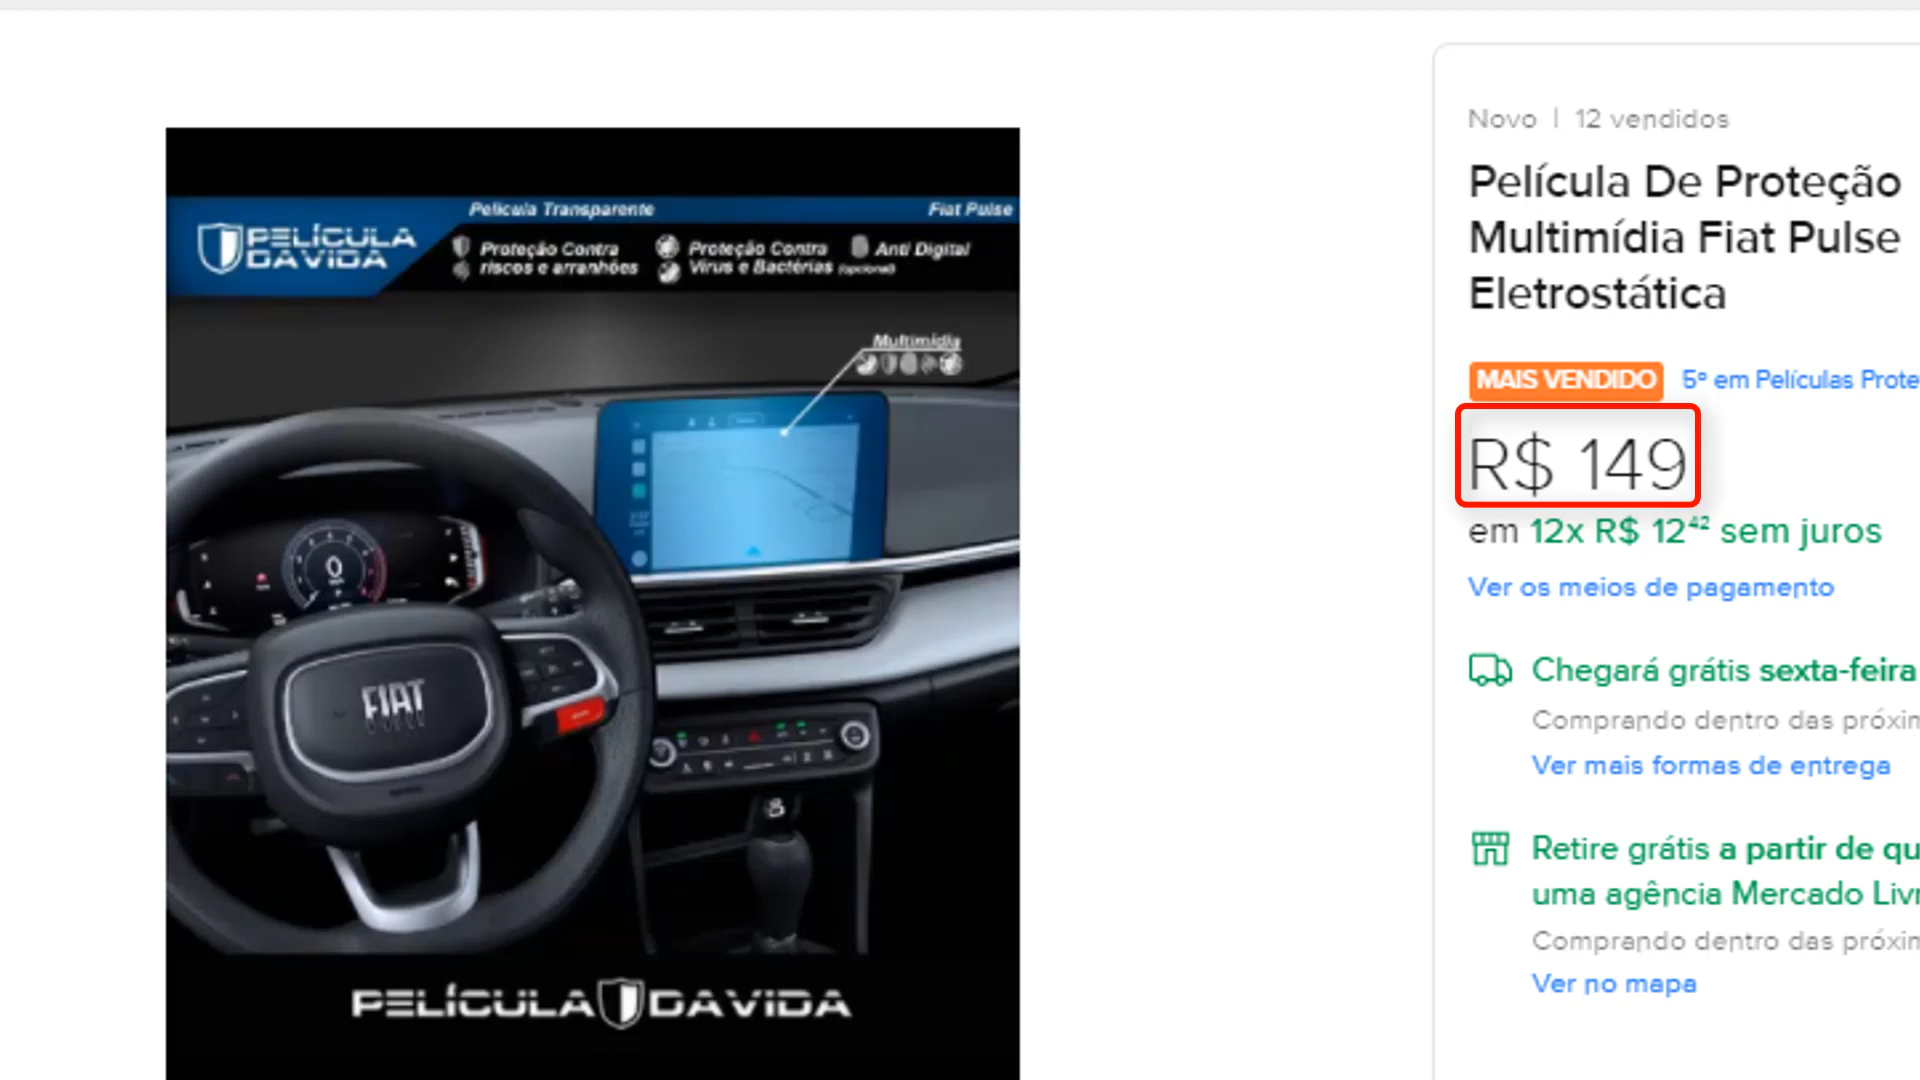 Película Transparente
Fiat Pulse
PELÍCULA
DAVIDA
Proteção Contra
riscos e arranhões
Proteção Contra
Vírus e Bactérias (opcional)
Anti Digital
Multimídia
0
FIAT
PELÍCULA DAVIDA
Novo | 12 vendidos
Película De Proteção
Multimídia Fiat Pulse
Eletrostática
MAIS VENDIDO 5º em Películas Prote
R$ 149
em 12x R$ 12⁴² sem juros
Ver os meios de pagamento
Chegará grátis sexta-feira
Comprando dentro das próxin
Ver mais formas de entrega
Retire grátis a partir de qu
uma agência Mercado Livr
Comprando dentro das próxin
Ver no mapa